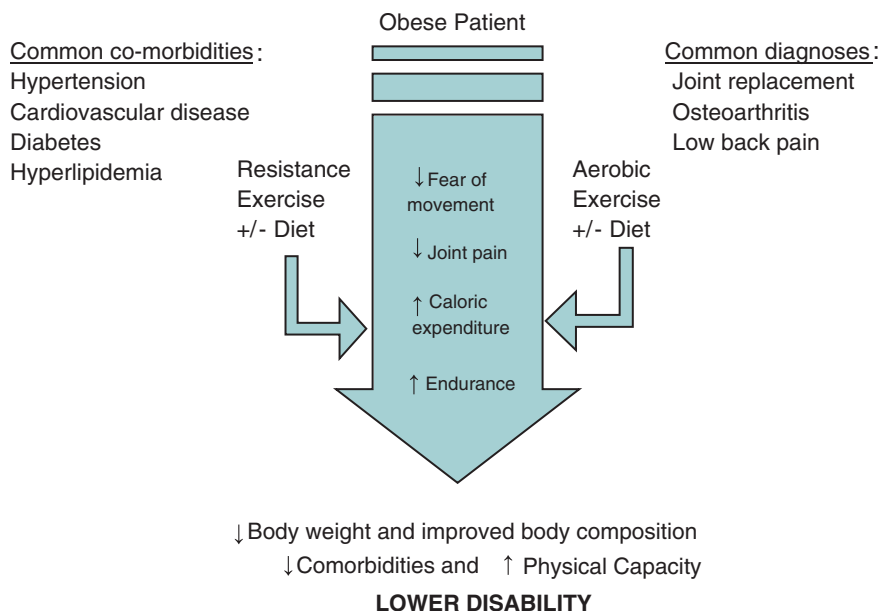 Obese Patient
Common co-morbidities:
Hypertension
Cardiovascular disease
Diabetes
Hyperlipidemia
Common diagnoses:
Joint replacement
Osteoarthritis
Low back pain
Resistance
Exercise
+/- Diet
↓ Fear of
movement
↓ Joint pain
↑ Caloric
expenditure
↑ Endurance
Aerobic
Exercise
+/- Diet
↓ Body weight and improved body composition
↓ Comorbidities and ↑ Physical Capacity
LOWER DISABILITY